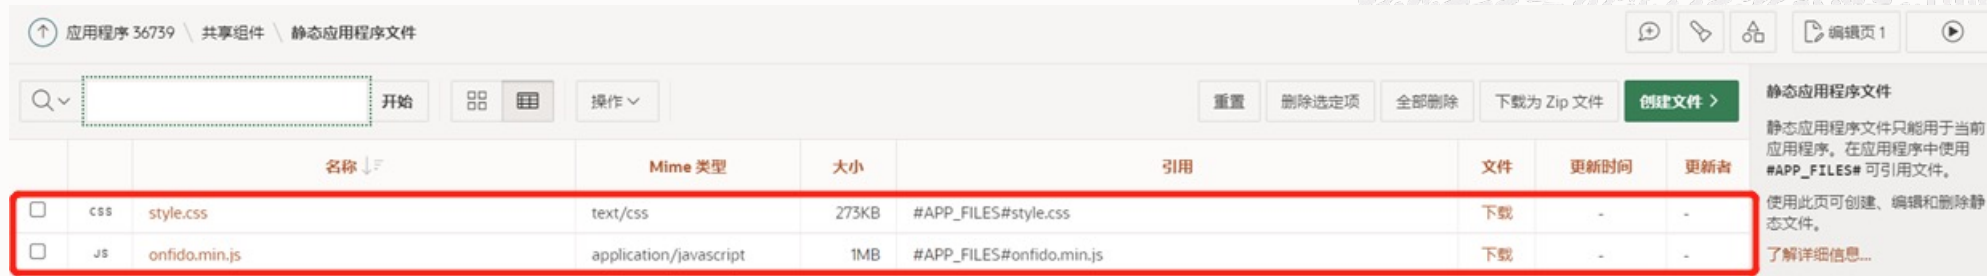 应用程序 36739 \ 共享组件 \ 静态应用程序文件
编辑页 1
开始
操作
重置
删除选定项
全部删除
下载为 Zip 文件
创建文件
名称 Mime 类型 大小 引用 文件 更新时间 更新者
CSS style.css text/css 273KB #APP_FILES#style.css 下载 - -
JS onfido.min.js application/javascript 1MB #APP_FILES#onfido.min.js 下载 - -
静态应用程序文件
静态应用程序文件只能用于当前
应用程序。在应用程序中使用
#APP_FILES# 可引用文件。
使用此页可创建、编辑和删除静
态文件。
了解详细信息...